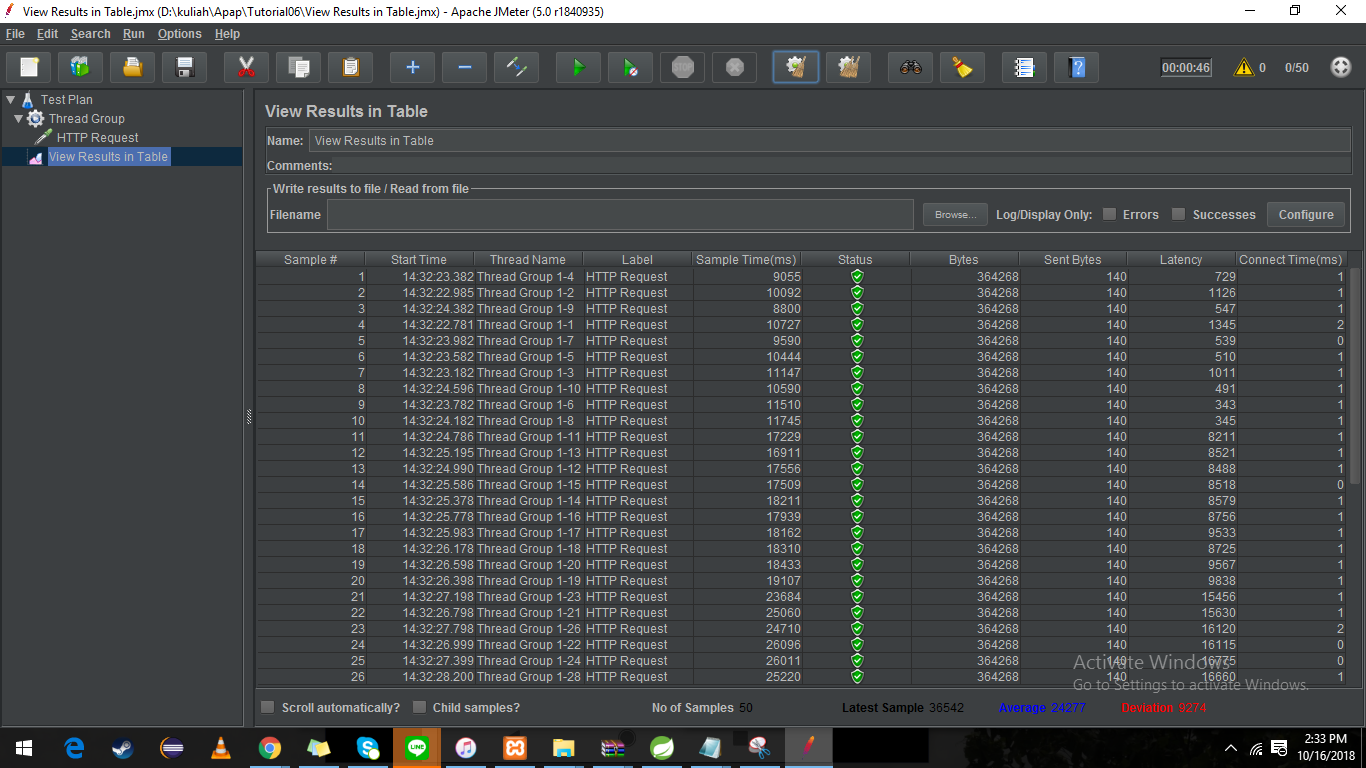 View Results in Table.jmx (D:\kuliah\Apap\Tutorial06\View Results in Table.jmx) - Apache JMeter (5.0 r1840935)
File Edit Search Run Options Help
STOP 00:00:46 0 0/50
Test Plan
Thread Group
HTTP Request
View Results in Table
View Results in Table
Name: View Results in Table
Comments:
Write results to file / Read from file
Filename Browse... Log/Display Only: Errors Successes Configure
Sample # Start Time Thread Name Label Sample Time(ms) Status Bytes Sent Bytes Latency Connect Time(ms)
1 14:32:23.382 Thread Group 1-4 HTTP Request 9055 364268 140 729 1
2 14:32:22.985 Thread Group 1-2 HTTP Request 10092 364268 140 1126 1
3 14:32:24.382 Thread Group 1-9 HTTP Request 8800 364268 140 547 1
4 14:32:22.781 Thread Group 1-1 HTTP Request 10727 364268 140 1345 2
5 14:32:23.982 Thread Group 1-7 HTTP Request 9590 364268 140 539 0
6 14:32:23.582 Thread Group 1-5 HTTP Request 10444 364268 140 510 1
7 14:32:23.182 Thread Group 1-3 HTTP Request 11147 364268 140 1011 1
8 14:32:24.596 Thread Group 1-10 HTTP Request 10590 364268 140 491 1
9 14:32:23.782 Thread Group 1-6 HTTP Request 11510 364268 140 343 1
10 14:32:24.182 Thread Group 1-8 HTTP Request 11745 364268 140 345 1
11 14:32:24.786 Thread Group 1-11 HTTP Request 17229 364268 140 8211 1
12 14:32:25.195 Thread Group 1-13 HTTP Request 16911 364268 140 8521 1
13 14:32:24.990 Thread Group 1-12 HTTP Request 17556 364268 140 8488 1
14 14:32:25.586 Thread Group 1-15 HTTP Request 17509 364268 140 8518 0
15 14:32:25.378 Thread Group 1-14 HTTP Request 18211 364268 140 8579 1
16 14:32:25.778 Thread Group 1-16 HTTP Request 17939 364268 140 8756 1
17 14:32:25.983 Thread Group 1-17 HTTP Request 18162 364268 140 9533 1
18 14:32:26.178 Thread Group 1-18 HTTP Request 18310 364268 140 8725 1
19 14:32:26.598 Thread Group 1-20 HTTP Request 18433 364268 140 9567 1
20 14:32:26.398 Thread Group 1-19 HTTP Request 19107 364268 140 9838 1
21 14:32:27.198 Thread Group 1-23 HTTP Request 23684 364268 140 15456 1
22 14:32:26.798 Thread Group 1-21 HTTP Request 25060 364268 140 15630 1
23 14:32:27.798 Thread Group 1-26 HTTP Request 24710 364268 140 16120 2
24 14:32:26.999 Thread Group 1-22 HTTP Request 26096 364268 140 16115 0
25 14:32:27.399 Thread Group 1-24 HTTP Request 26011 364268 140 16775 0
26 14:32:28.200 Thread Group 1-28 HTTP Request 25220 364268 140 16660 1
Activate Windows
Go to Settings to activate Windows.
Scroll automatically? Child samples? No of Samples 50 Latest Sample 36542 Average 24277 Deviation 9274
LINE
2:33 PM
10/16/2018